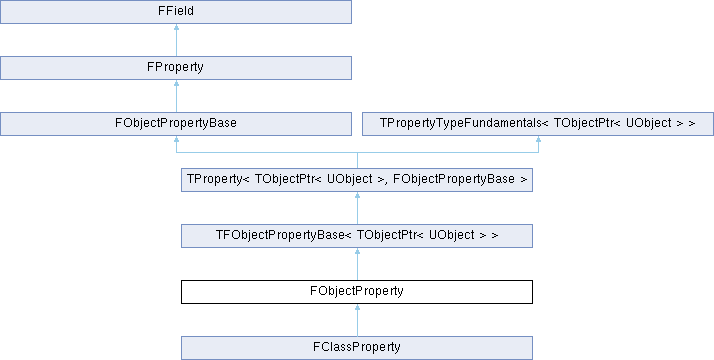 FField
FProperty
FObjectPropertyBase
TPropertyTypeFundamentals< TObjectPtr< UObject > >
TProperty< TObjectPtr< UObject >, FObjectPropertyBase >
TFObjectPropertyBase< TObjectPtr< UObject > >
FObjectProperty
FClassProperty